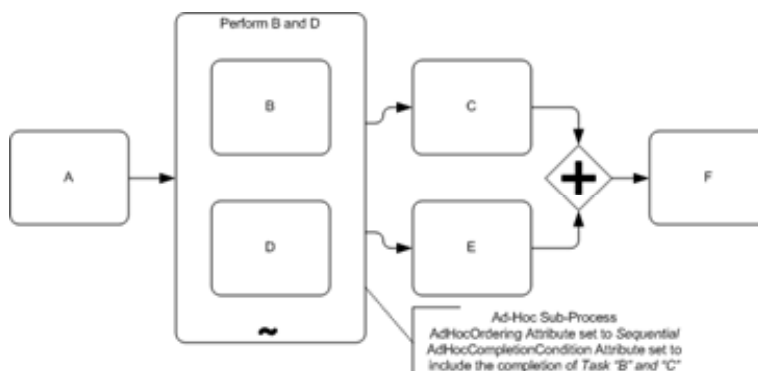 Perform B and D
B
C
A
F
D
E
~
Ad-Hoc Sub-Process
AdHocOrdering Attribute set to Sequential
AdHocCompletionCondition Attribute set to
include the completion of Task "B" and "C"